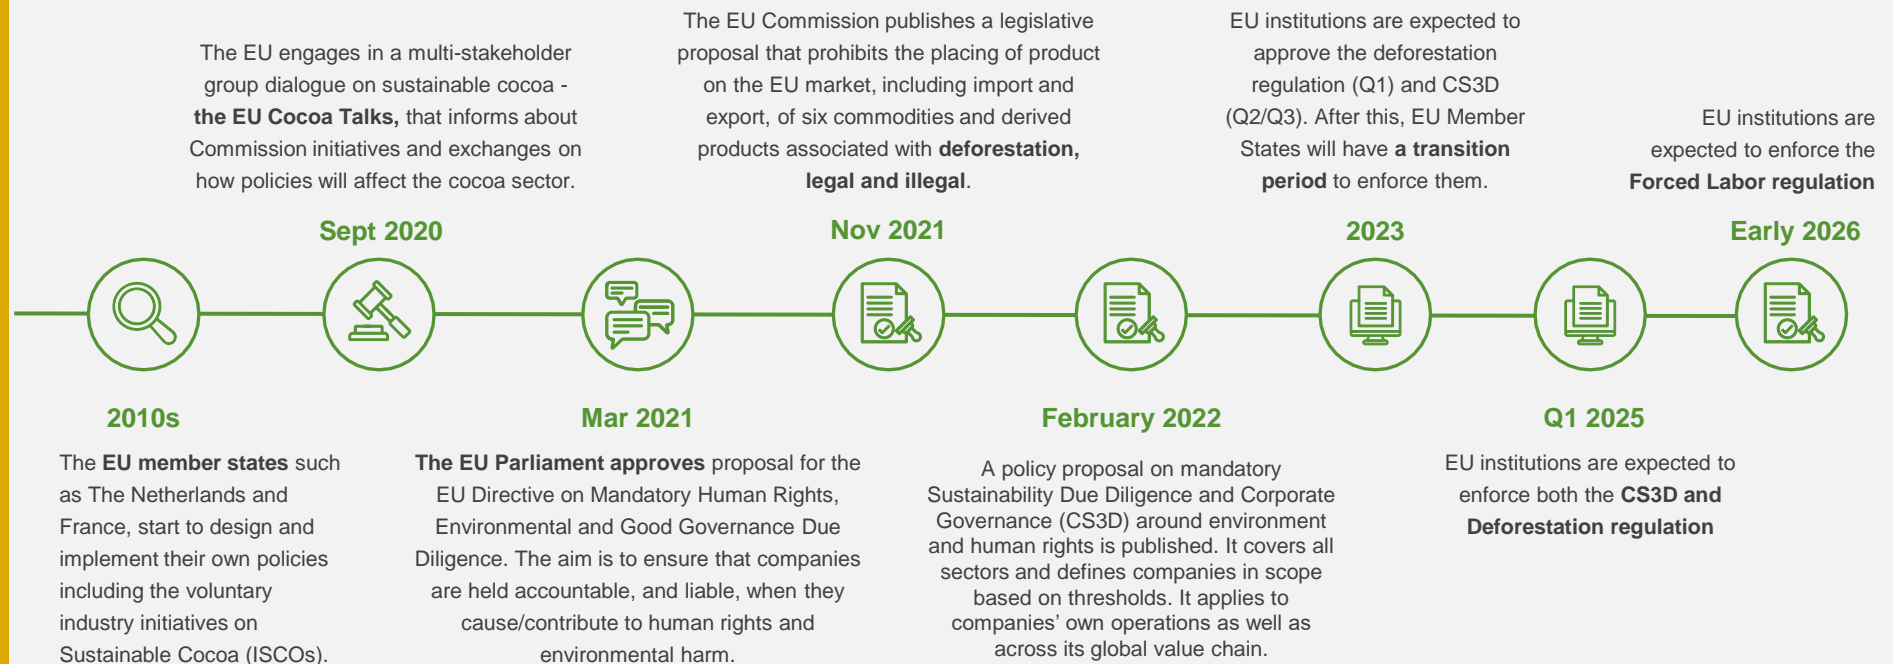 The EU engages in a multi-stakeholder
group dialogue on sustainable cocoa -
the EU Cocoa Talks, that informs about
Commission initiatives and exchanges on
how policies will affect the cocoa sector.
Sept 2020
The EU Commission publishes a legislative
proposal that prohibits the placing of product
on the EU market, including import and
export, of six commodities and derived
products associated with deforestation,
legal and illegal.
Nov 2021
EU institutions are expected to
approve the deforestation
regulation (Q1) and CS3D
(Q2/Q3). After this, EU Member
States will have a transition
period to enforce them.
2023
EU institutions are
expected to enforce the
Forced Labor regulation
Early 2026
2010s
The EU member states such
as The Netherlands and
France, start to design and
implement their own policies
including the voluntary
industry initiatives on
Sustainable Cocoa (ISCOs).
Mar 2021
The EU Parliament approves proposal for the
EU Directive on Mandatory Human Rights,
Environmental and Good Governance Due
Diligence. The aim is to ensure that companies
are held accountable, and liable, when they
cause/contribute to human rights and
environmental harm.
February 2022
A policy proposal on mandatory
Sustainability Due Diligence and Corporate
Governance (CS3D) around environment
and human rights is published. It covers all
sectors and defines companies in scope
based on thresholds. It applies to
companies’ own operations as well as
across its global value chain.
Q1 2025
EU institutions are expected to
enforce both the CS3D and
Deforestation regulation